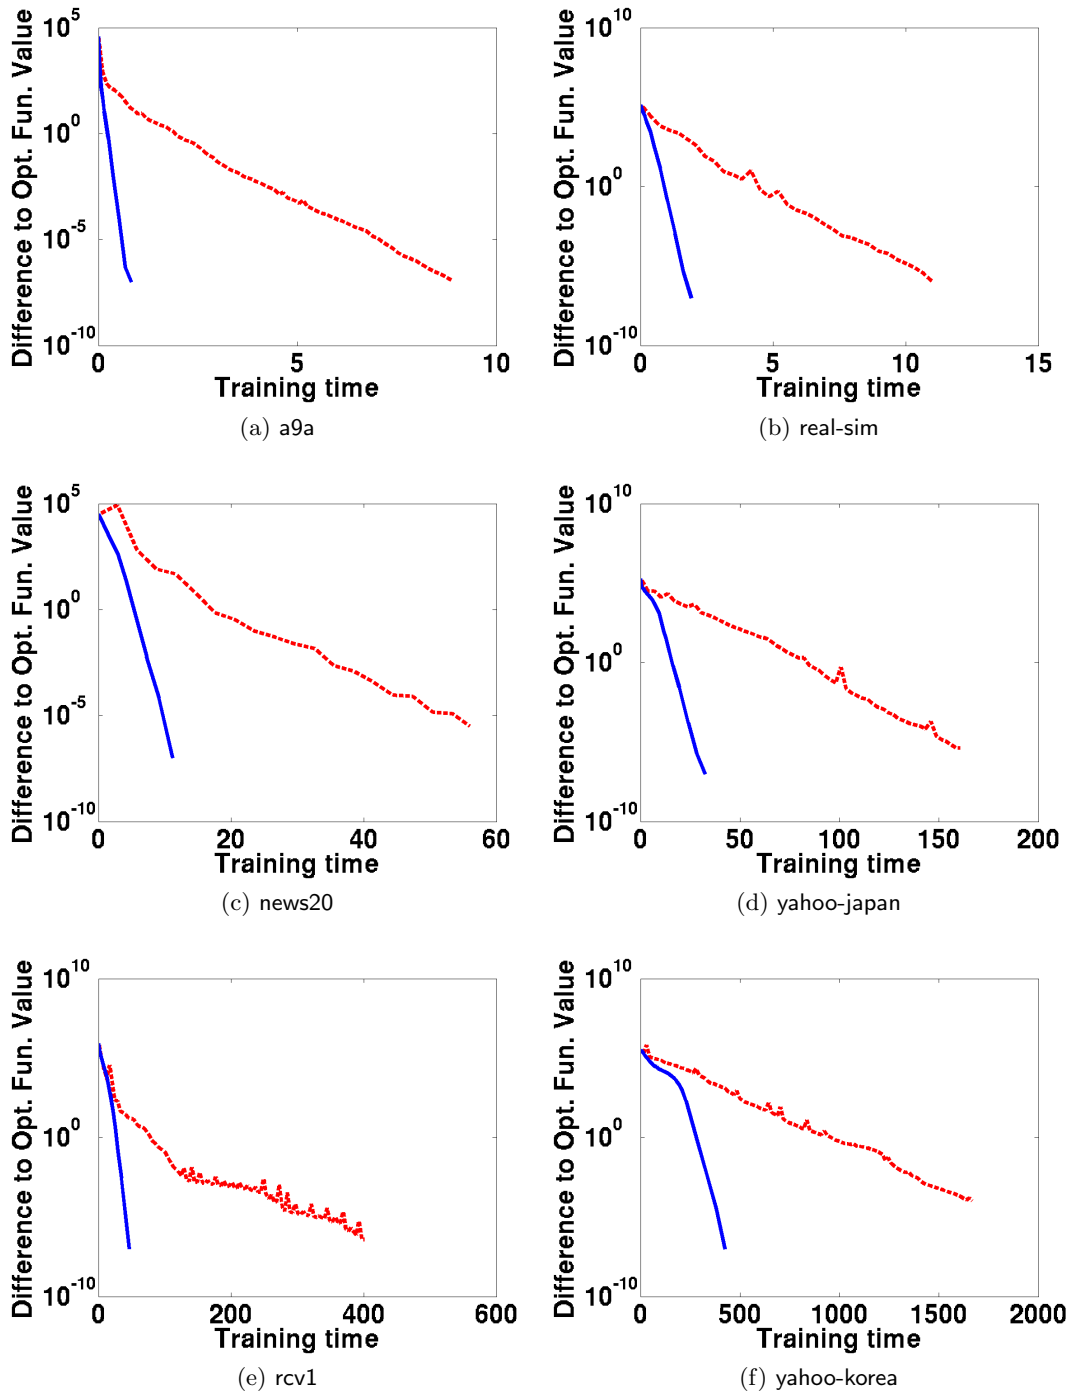 Difference to Opt. Fun. Value
10^5
10^0
10^-5
10^-10
0 5 10
Training time
(a) a9a
Difference to Opt. Fun. Value
10^10
10^0
10^-10
0 5 10 15
Training time
(b) real-sim
Difference to Opt. Fun. Value
10^5
10^0
10^-5
10^-10
0 20 40 60
Training time
(c) news20
Difference to Opt. Fun. Value
10^10
10^0
10^-10
0 50 100 150 200
Training time
(d) yahoo-japan
Difference to Opt. Fun. Value
10^10
10^0
10^-10
0 200 400 600
Training time
(e) rcv1
Difference to Opt. Fun. Value
10^10
10^0
10^-10
0 500 1000 1500 2000
Training time
(f) yahoo-korea